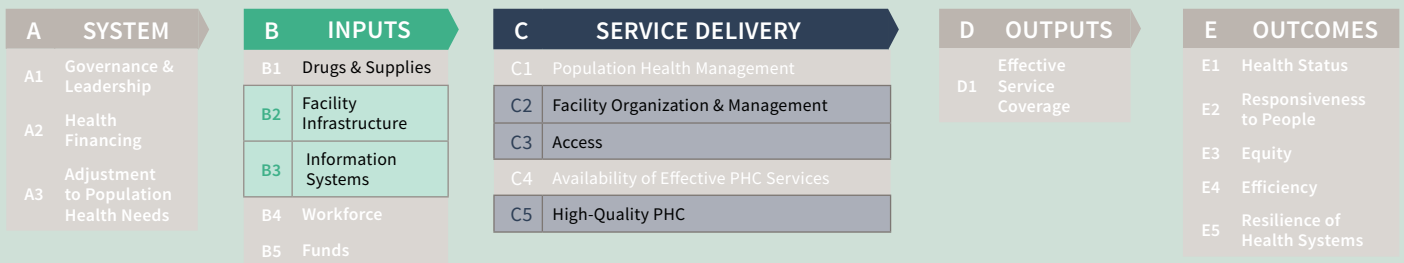 A SYSTEM
A1 Governance &
Leadership
A2 Health
Financing
A3 Adjustment
to Population
Health Needs
B INPUTS
B1 Drugs & Supplies
B2 Facility
Infrastructure
B3 Information
Systems
B4 Workforce
B5 Funds
C SERVICE DELIVERY
C1 Population Health Management
C2 Facility Organization & Management
C3 Access
C4 Availability of Effective PHC Services
C5 High-Quality PHC
D OUTPUTS
D1 Effective
Service
Coverage
E OUTCOMES
E1 Health Status
E2 Responsiveness
to People
E3 Equity
E4 Efficiency
E5 Resilience of
Health Systems